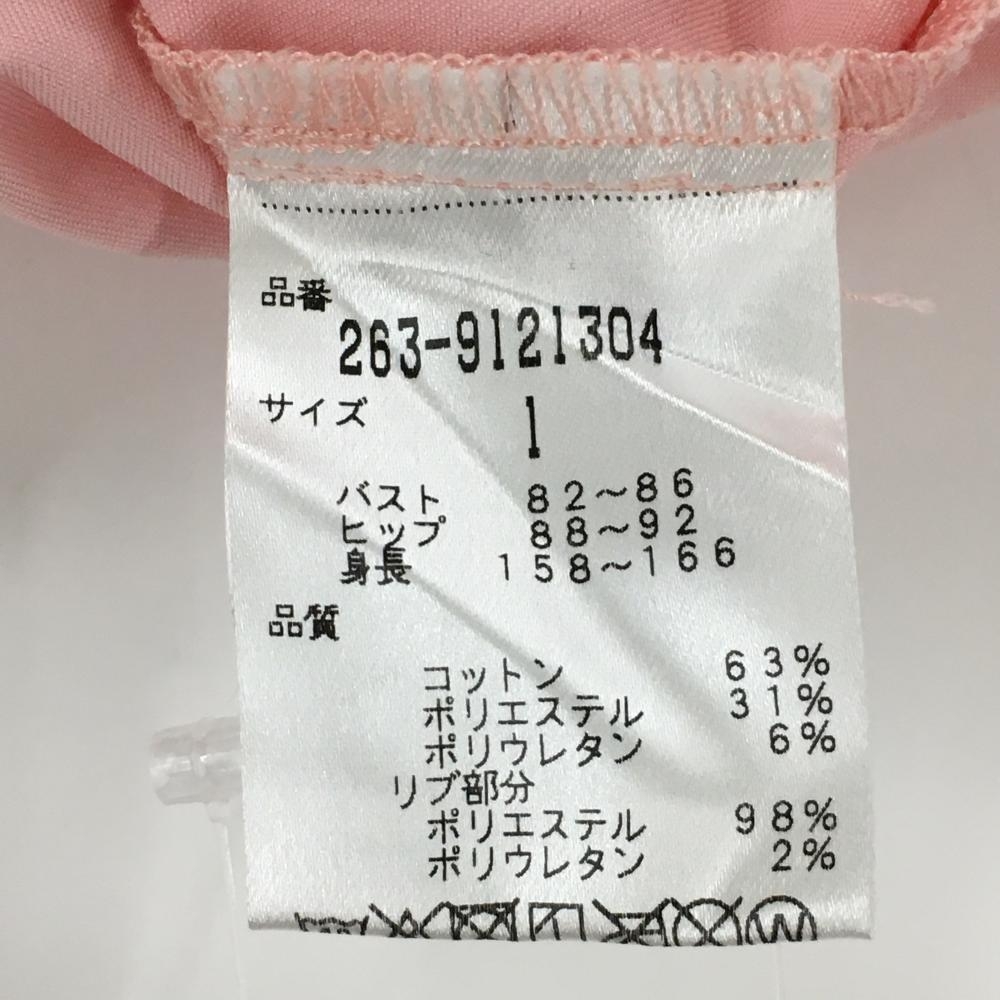 品番
263-9121304
サイズ 1
バスト 82～86
ヒップ 88～92
身長 158～166
品質
コットン 63%
ポリエステル 31%
ポリウレタン 6%
リブ部分
ポリエステル 98%
ポリウレタン 2%